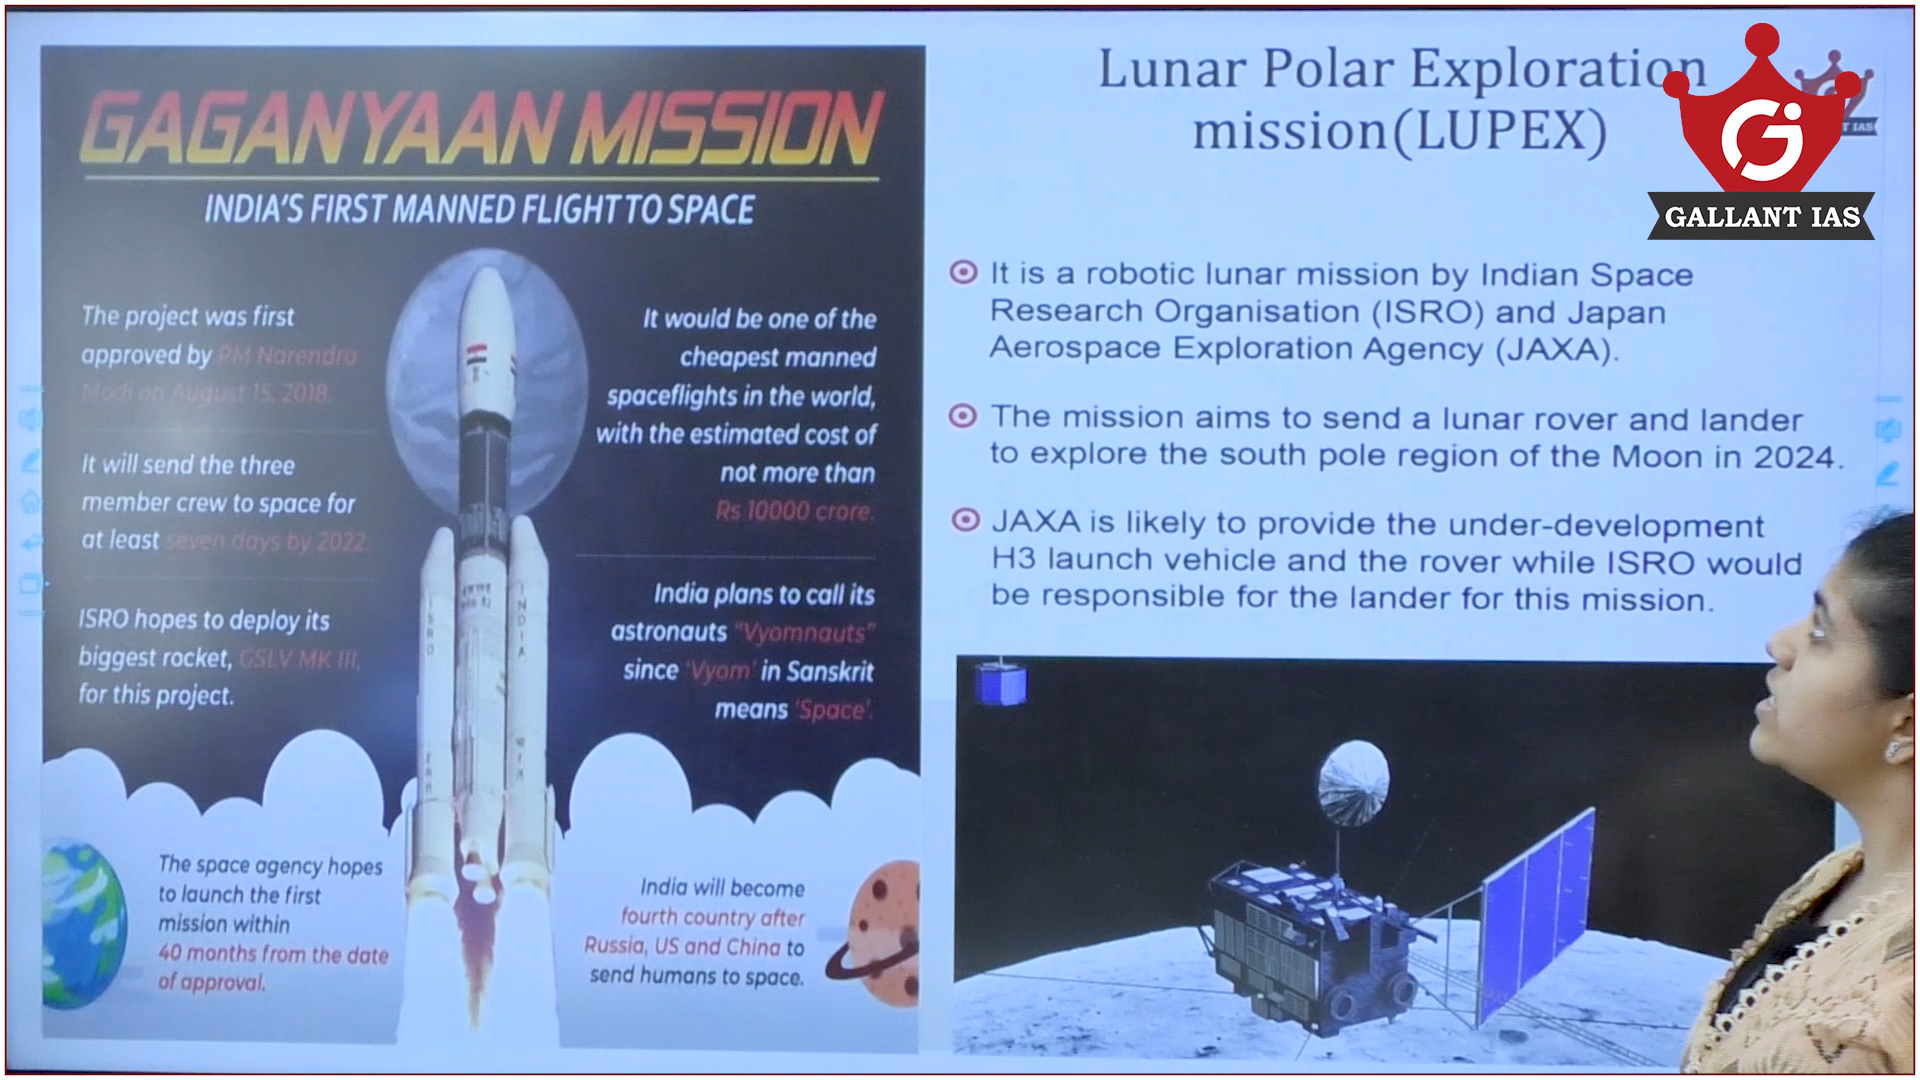 GAGANYAAN MISSION
INDIA'S FIRST MANNED FLIGHT TO SPACE
The project was first
approved by PM Narendra
Modi on August 15, 2018.
It will send the three
member crew to space for
at least seven days by 2022.
ISRO hopes to deploy its
biggest rocket, GSLV MK III,
for this project.
It would be one of the
cheapest manned
spaceflights in the world,
with the estimated cost of
not more than
Rs 10000 crore.
India plans to call its
astronauts "Vyomnauts"
since 'Vyom' in Sanskrit
means 'Space'.
ISRO
INDIA
The space agency hopes
to launch the first
mission within
40 months from the date
of approval.
India will become
fourth country after
Russia, US and China to
send humans to space.
Lunar Polar Exploration
mission(LUPEX)
GALLANT IAS
T IAS
It is a robotic lunar mission by Indian Space
Research Organisation (ISRO) and Japan
Aerospace Exploration Agency (JAXA).
The mission aims to send a lunar rover and lander
to explore the south pole region of the Moon in 2024.
JAXA is likely to provide the under-development
H3 launch vehicle and the rover while ISRO would
be responsible for the lander for this mission.